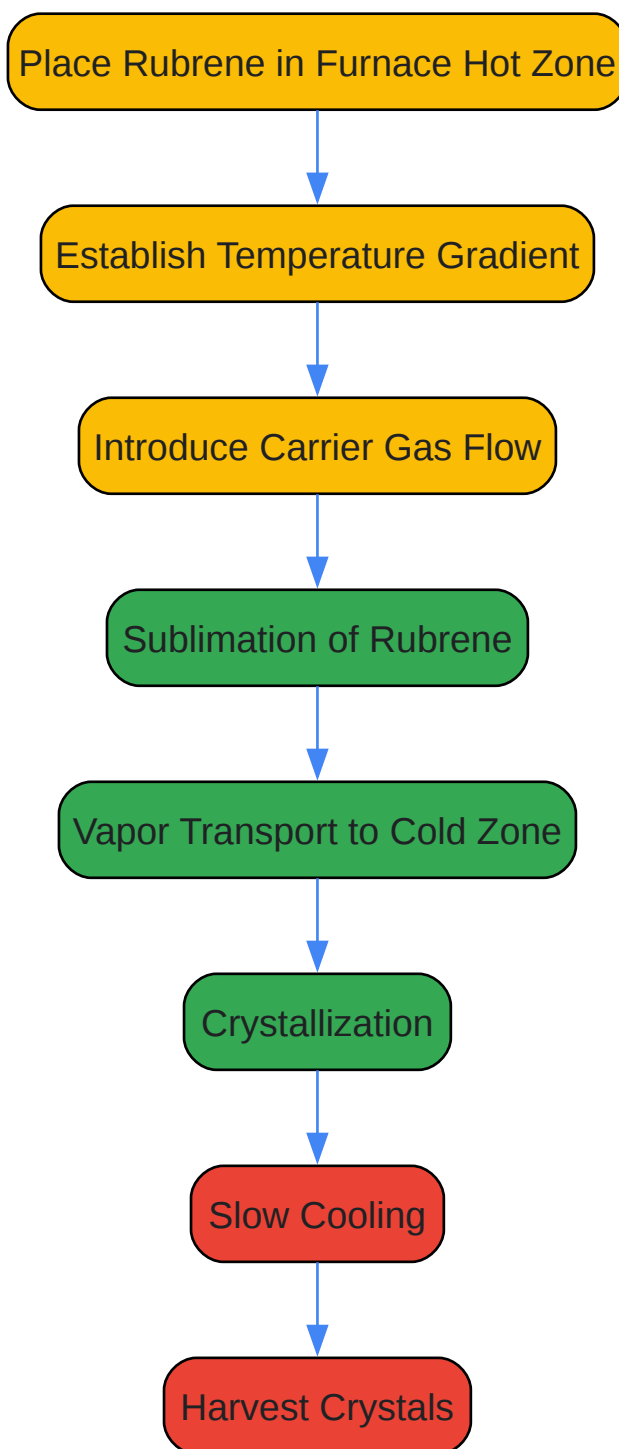 Place Rubrene in Furnace Hot Zone
Establish Temperature Gradient
Introduce Carrier Gas Flow
Sublimation of Rubrene
Vapor Transport to Cold Zone
Crystallization
Slow Cooling
Harvest Crystals